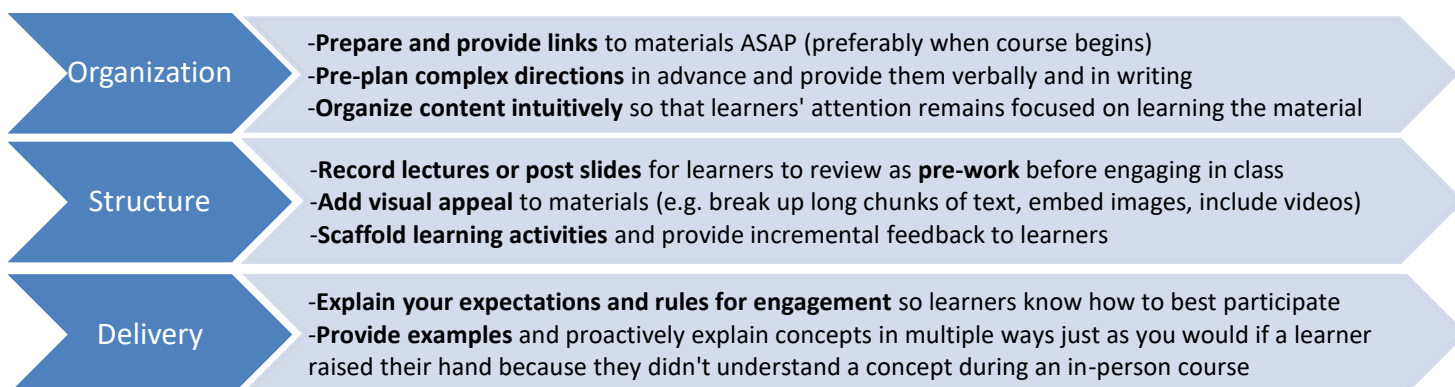 Organization
-Prepare and provide links to materials ASAP (preferably when course begins)
-Pre-plan complex directions in advance and provide them verbally and in writing
-Organize content intuitively so that learners' attention remains focused on learning the material
Structure
-Record lectures or post slides for learners to review as pre-work before engaging in class
-Add visual appeal to materials (e.g. break up long chunks of text, embed images, include videos)
-Scaffold learning activities and provide incremental feedback to learners
Delivery
-Explain your expectations and rules for engagement so learners know how to best participate
-Provide examples and proactively explain concepts in multiple ways just as you would if a learner
raised their hand because they didn't understand a concept during an in-person course